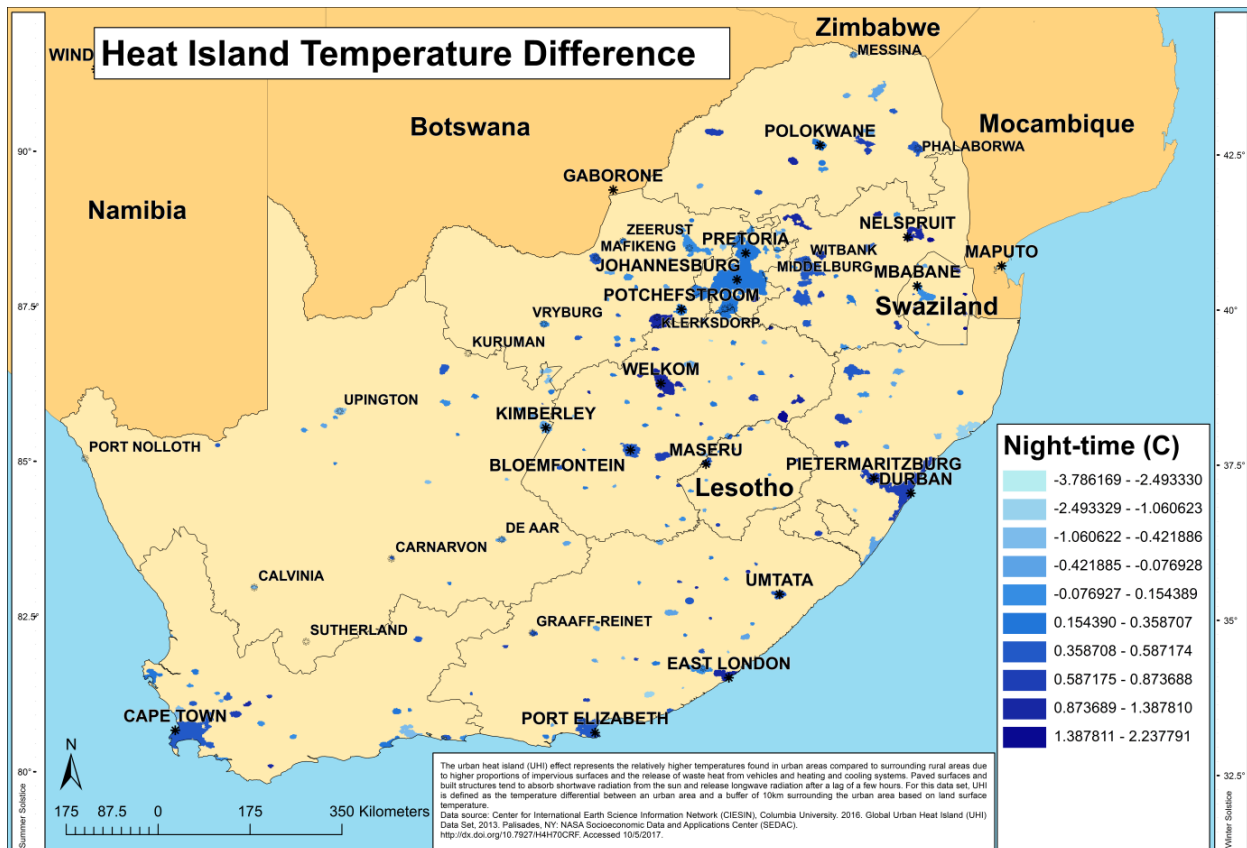 Heat Island Temperature Difference
WIND
Zimbabwe
MESSINA
Botswana
Mocambique
POLOKWANE
PHALABORWA
90°
42.5°
GABORONE
Namibia
ZEERUST
MAFIKENG
PRETORIA
NELSPRUIT
WITBANK
MAPUTO
JOHANNESBURG
MIDDELBURG
MBABANE
POTCHEFSTROOM
Swaziland
87.5°
40°
VRYBURG
KLERKSDORP
KURUMAN
WELKOM
UPINGTON
KIMBERLEY
PORT NOLLOTH
MASERU
85°
37.5°
BLOEMFONTEIN
PIETERMARITZBURG
DURBAN
Lesotho
DE AAR
CARNARVON
CALVINIA
UMTATA
82.5°
35°
SUTHERLAND
GRAAFF-REINET
EAST LONDON
CAPE TOWN
PORT ELIZABETH
80°
32.5°
Night-time (C)
-3.786169 - -2.493330
-2.493329 - -1.060623
-1.060622 - -0.421886
-0.421885 - -0.076928
-0.076927 - 0.154389
0.154390 - 0.358707
0.358708 - 0.587174
0.587175 - 0.873688
0.873689 - 1.387810
1.387811 - 2.237791
N
175 87.5 0 175 350 Kilometers
Summer Solstice
Winter Solstice
The urban heat island (UHI) effect represents the relatively higher temperatures found in urban areas compared to surrounding rural areas due
to higher proportions of impervious surfaces and the release of waste heat from vehicles and heating and cooling systems. Paved surfaces and
built structures tend to absorb shortwave radiation from the sun and release longwave radiation after a lag of a few hours. For this data set, UHI
is defined as the temperature differential between an urban area and a buffer of 10km surrounding the urban area based on land surface
temperature.
Data source: Center for International Earth Science Information Network (CIESIN), Columbia University. 2016. Global Urban Heat Island (UHI)
Data Set, 2013. Palisades, NY: NASA Socioeconomic Data and Applications Center (SEDAC).
http://dx.doi.org/10.7927/H4H70CRF. Accessed 10/5/2017.